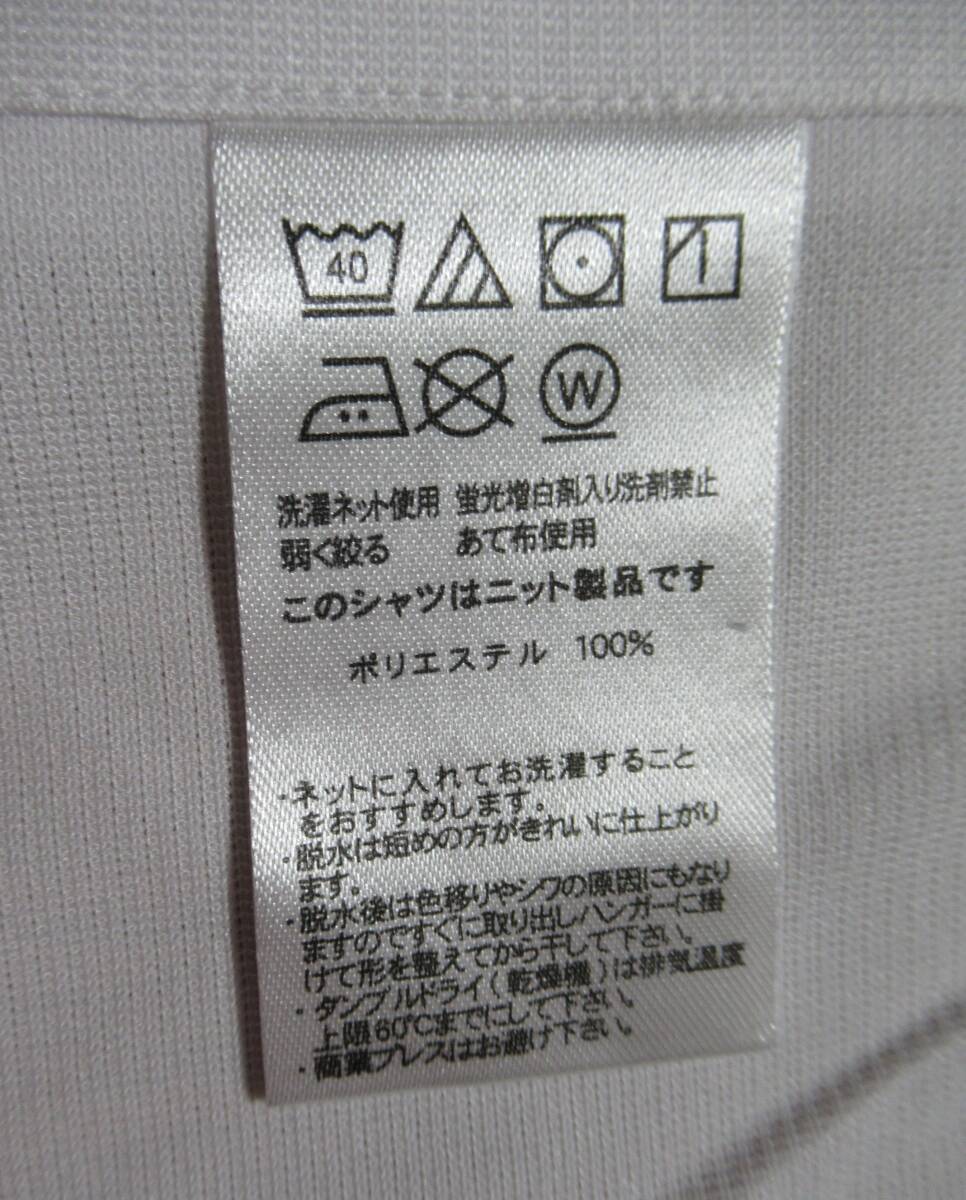 40
W
洗濯ネット使用 蛍光増白剤入り洗剤禁止
弱く絞る あて布使用
このシャツはニット製品です
ポリエステル 100%
・ネットに入れてお洗濯すること
をおすすめします。
・脱水は短めの方がきれいに仕上がり
ます。
・脱水後は色移りやシワの原因にもなり
ますのですぐに取り出しハンガーに掛
けて形を整えてから干して下さい。
・タンブルドライ(乾燥機)は排気温度
上限60℃までにして下さい。
・商業プレスはお避け下さい。